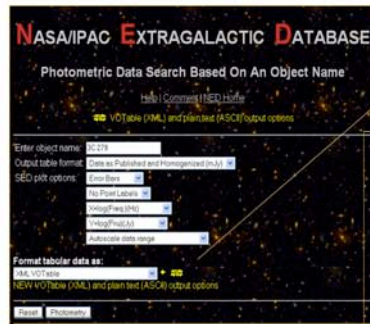 NASA/IPAC EXTRAGALACTIC DATABASE
Photometric Data Search Based On An Object Name
Help | Comment | NED Home
VOTable (XML) and plain text (ASCII) output options
Enter object name: 3C 279
Output table format: Data as Published and Homogenized (mJy)
SED plot options: Error Bars
No Point Labels
X=log(Freq.)(Hz)
Y=log(Fnu)(Jy)
Autoscale data range
Format tabular data as:
XML VOTable
NEW VOTable (XML) and plain text (ASCII) output options
Reset Photometry